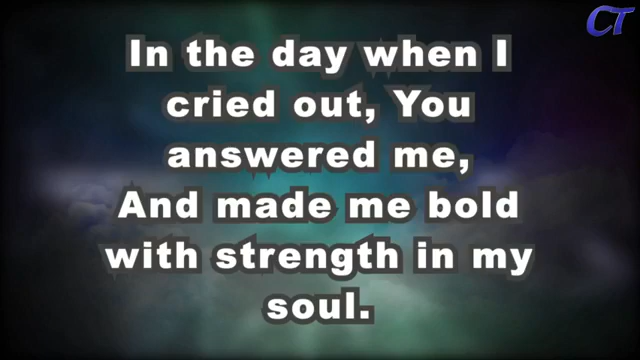 CT
In the day when I
cried out, You
answered me,
And made me bold
with strength in my
soul.